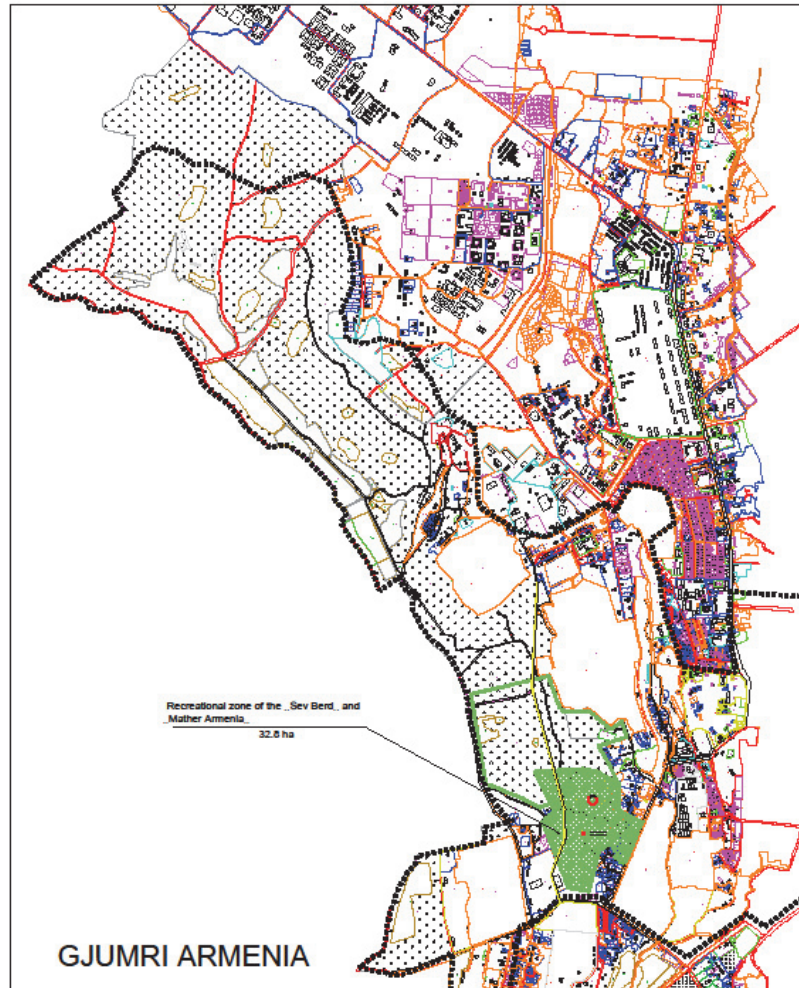 Recreational zone of the _Sev Berd_ and
_Mather Armenia_
32.8 ha
GJUMRI ARMENIA